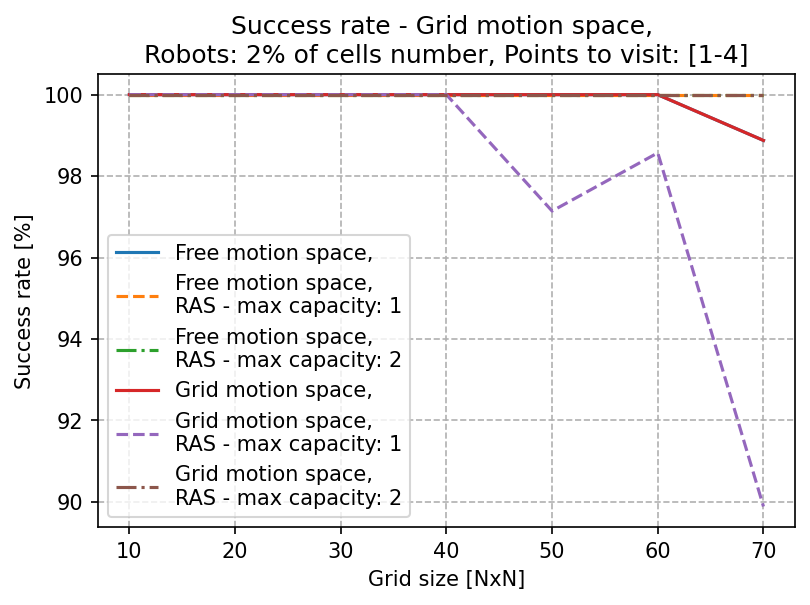 Success rate - Grid motion space,
Robots: 2% of cells number, Points to visit: [1-4]
Success rate [%]
100
98
96
94
92
90
Free motion space,
Free motion space,
RAS - max capacity: 1
Free motion space,
RAS - max capacity: 2
Grid motion space,
Grid motion space,
RAS - max capacity: 1
Grid motion space,
RAS - max capacity: 2
10 20 30 40 50 60 70
Grid size [NxN]